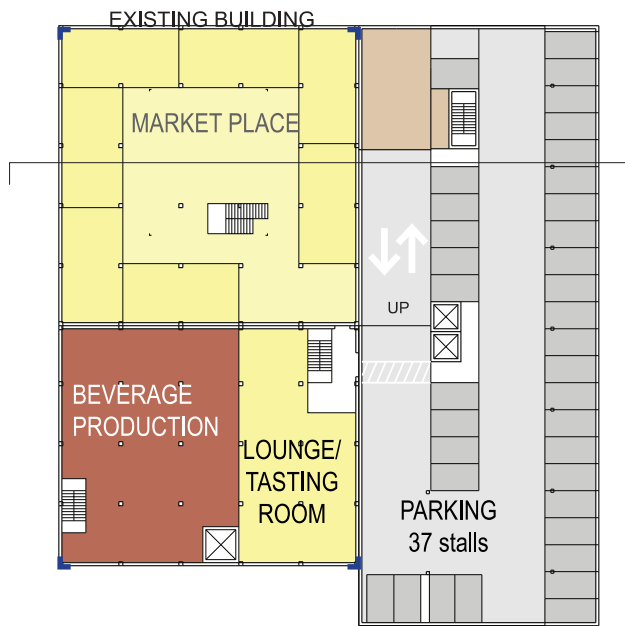 EXISTING BUILDING
MARKET PLACE
UP
BEVERAGE
PRODUCTION
LOUNGE/
TASTING
ROOM
PARKING
37 stalls